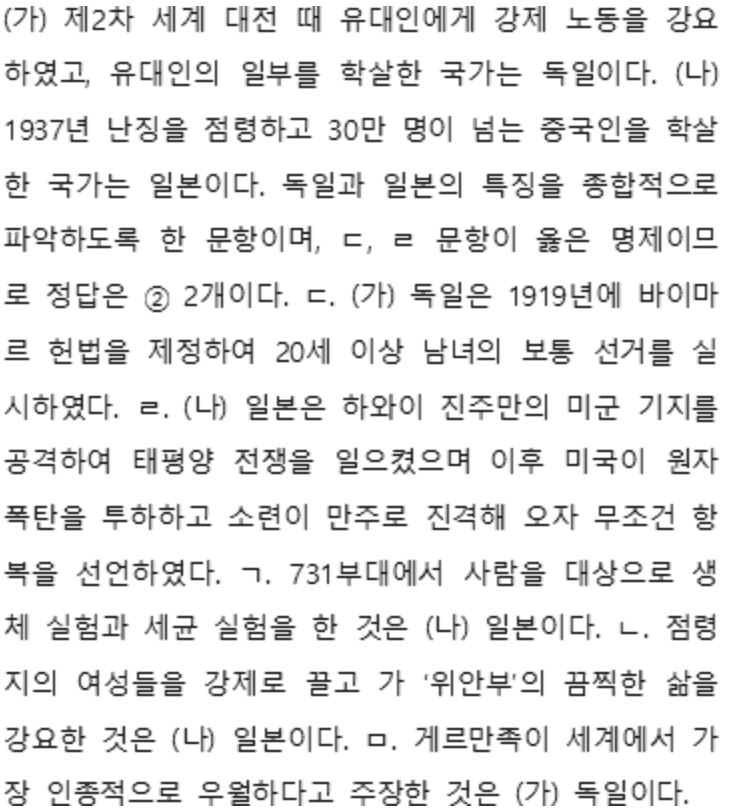 (가) 제2차 세계 대전 때 유대인에게 강제 노동을 강요
하였고, 유대인의 일부를 학살한 국가는 독일이다. (나)
1937년 난징을 점령하고 30만 명이 넘는 중국인을 학살
한 국가는 일본이다. 독일과 일본의 특징을 종합적으로
파악하도록 한 문항이며, ㄷ, ㄹ 문항이 옳은 명제이므
로 정답은 ② 2개이다. ㄷ. (가) 독일은 1919년에 바이마
르 헌법을 제정하여 20세 이상 남녀의 보통 선거를 실
시하였다. ㄹ. (나) 일본은 하와이 진주만의 미군 기지를
공격하여 태평양 전쟁을 일으켰으며 이후 미국이 원자
폭탄을 투하하고 소련이 만주로 진격해 오자 무조건 항
복을 선언하였다. ㄱ. 731부대에서 사람을 대상으로 생
체 실험과 세균 실험을 한 것은 (나) 일본이다. ㄴ. 점령
지의 여성들을 강제로 끌고 가 '위안부'의 끔찍한 삶을
강요한 것은 (나) 일본이다. ㅁ. 게르만족이 세계에서 가
장 인종적으로 우월하다고 주장한 것은 (가) 독일이다.